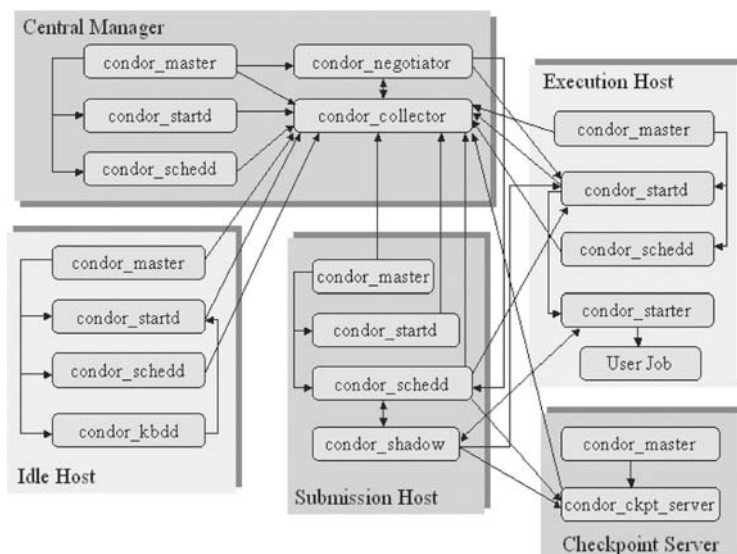 Central Manager
condor_master
condor_negotiator
condor_startd
condor_collector
condor_schedd
Execution Host
condor_master
condor_startd
condor_schedd
condor_starter
User Job
condor_master
condor_startd
condor_schedd
condor_kbdd
Idle Host
condor_master
condor_startd
condor_schedd
condor_shadow
Submission Host
condor_master
condor_ckpt_server
Checkpoint Server